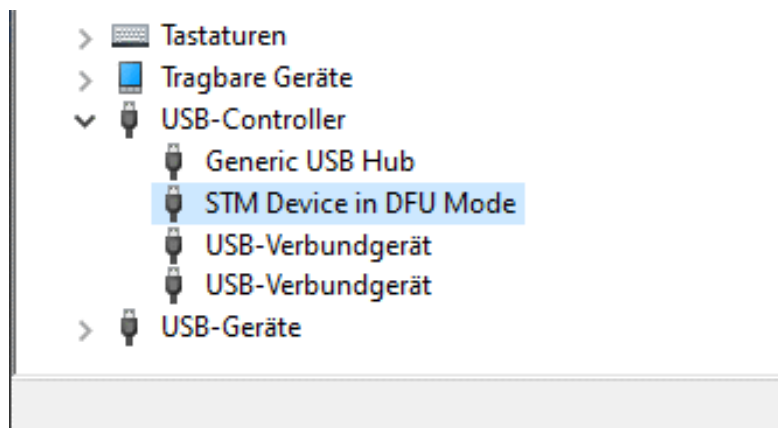 Tastaturen
Tragbare Geräte
USB-Controller
Generic USB Hub
STM Device in DFU Mode
USB-Verbundgerät
USB-Verbundgerät
USB-Geräte